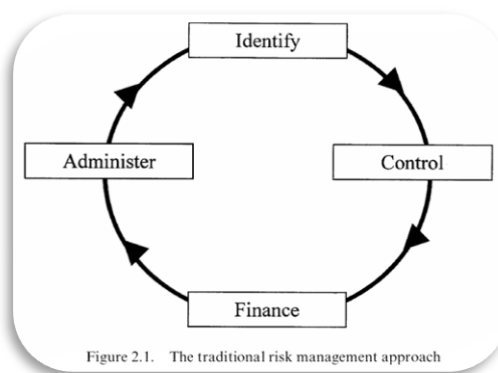 Identify
Administer
Control
Finance
Figure 2.1. The traditional risk management approach